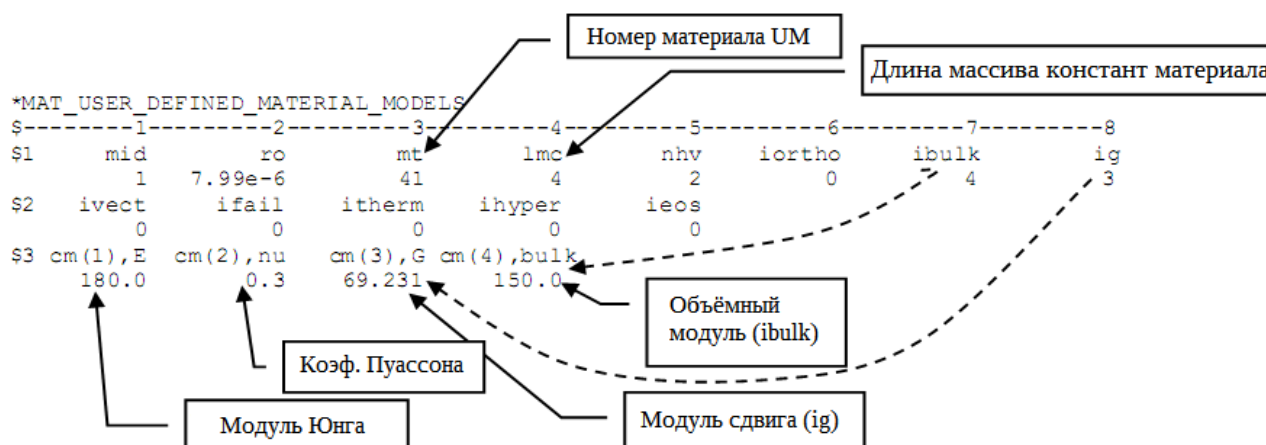 Номер материала UM
Длина массива констант материала
*MAT_USER_DEFINED_MATERIAL_MODELS
$--------1---------2---------3---------4---------5---------6---------7---------8
$1     mid        ro        mt       lmc       nhv    iortho     ibulk        ig
         1   7.99e-6        41         4         2         0         4         3
$2   ivect     ifail    itherm    ihyper      ieos
         0         0         0         0         0
$3 cm(1),E  cm(2),nu   cm(3),G cm(4),bulk
     180.0       0.3    69.231     150.0
Объёмный
модуль (ibulk)
Коэф. Пуассона
Модуль Юнга
Модуль сдвига (ig)